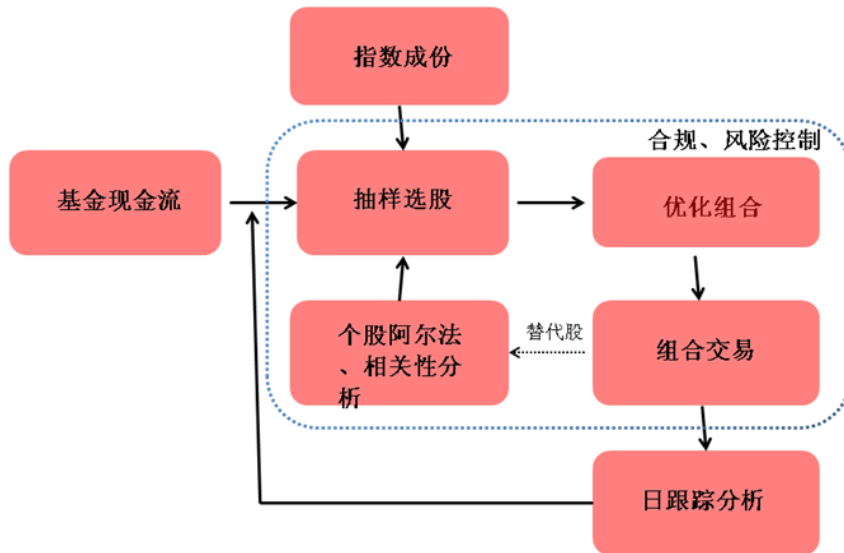 指数成份
合规、风险控制
基金现金流
抽样选股
优化组合
个股阿尔法
、相关性分
析
替代股
组合交易
日跟踪分析